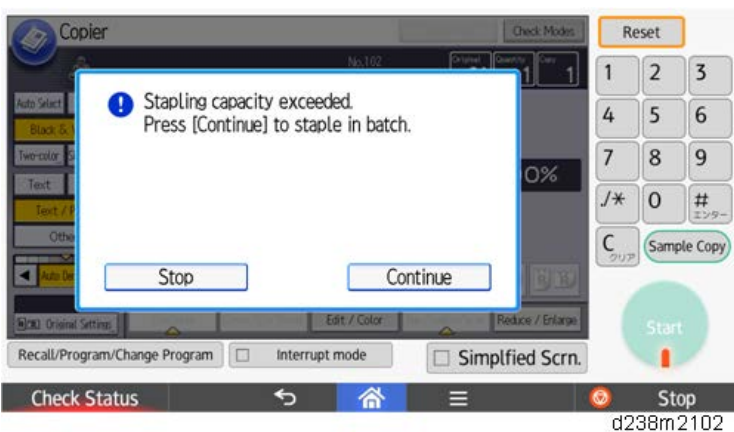 Copier
Check Modes
Reset
No.102
Original
Quantity
Copy
1
1
Stapling capacity exceeded.
Press [Continue] to staple in batch.
Auto Select
Black &
Two-color
Text
Text / P
Othe
Auto De
0%
Stop
Continue
Original Settings
Edit / Color
Reduce / Enlarge
1
2
3
4
5
6
7
8
9
./*
0
#
エンター
C
クリア
Sample Copy
Start
Recall/Program/Change Program
Interrupt mode
Simplfied Scrn.
Check Status
Stop
d238m2102